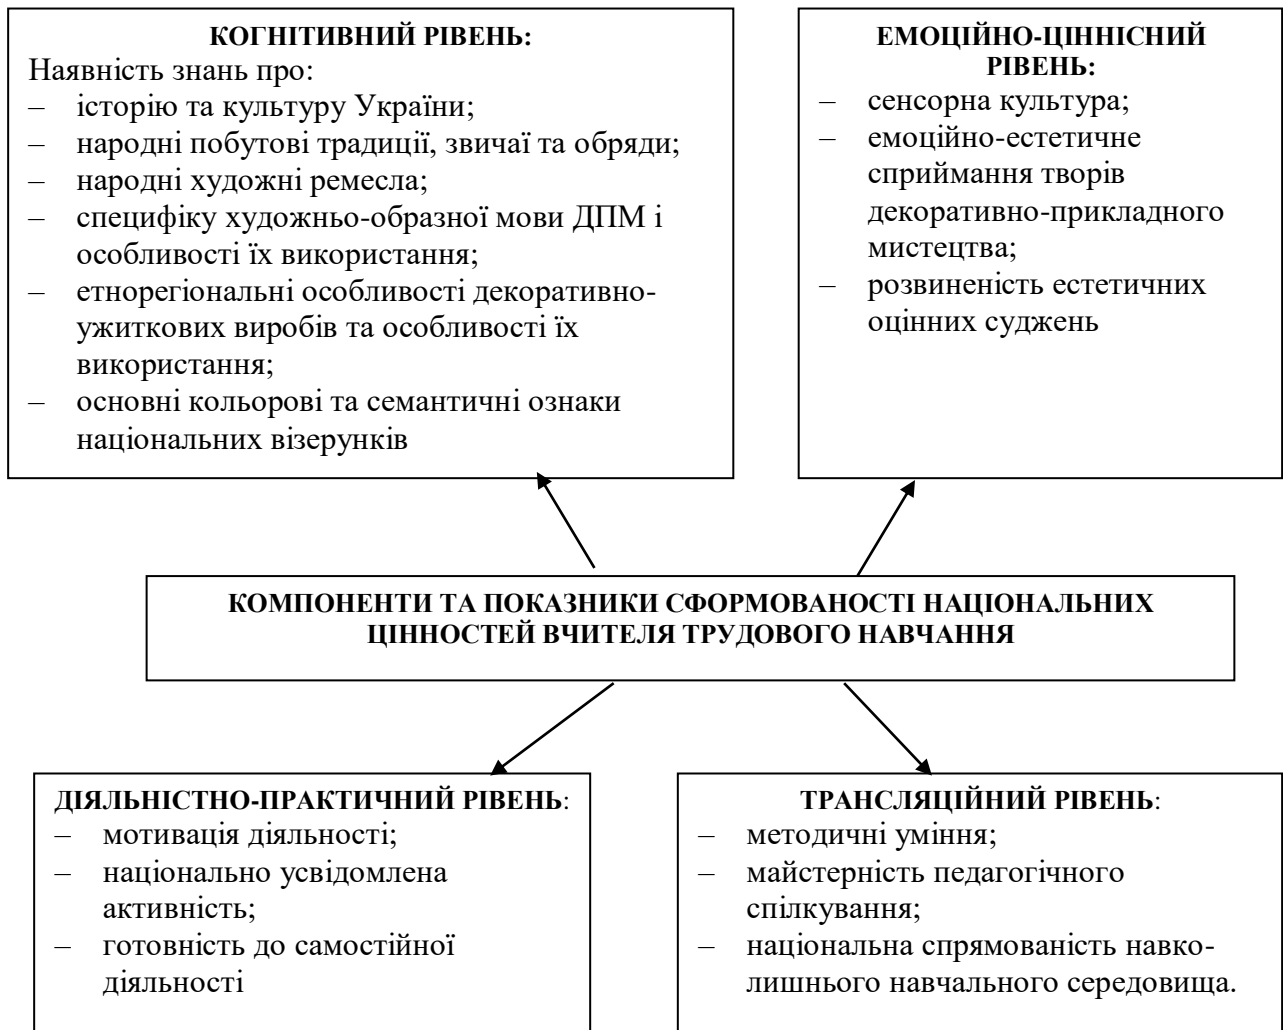 КОГНІТИВНИЙ РІВЕНЬ:
Наявність знань про:
– історію та культуру України;
– народні побутові традиції, звичаї та обряди;
– народні художні ремесла;
– специфіку художньо-образної мови ДПМ і
особливості їх використання;
– етнорегіональні особливості декоративно-
ужиткових виробів та особливості їх
використання;
– основні кольорові та семантичні ознаки
національних візерунків
ЕМОЦІЙНО-ЦІННІСНИЙ
РІВЕНЬ:
– сенсорна культура;
– емоційно-естетичне
сприймання творів
декоративно-прикладного
мистецтва;
– розвиненість естетичних
оцінних суджень
КОМПОНЕНТИ ТА ПОКАЗНИКИ СФОРМОВАНОСТІ НАЦІОНАЛЬНИХ
ЦІННОСТЕЙ ВЧИТЕЛЯ ТРУДОВОГО НАВЧАННЯ
ДІЯЛЬНІСТНО-ПРАКТИЧНИЙ РІВЕНЬ:
– мотивація діяльності;
– національно усвідомлена
активність;
– готовність до самостійної
діяльності
ТРАНСЛЯЦІЙНИЙ РІВЕНЬ:
– методичні уміння;
– майстерність педагогічного
спілкування;
– національна спрямованість навко-
лишнього навчального середовища.